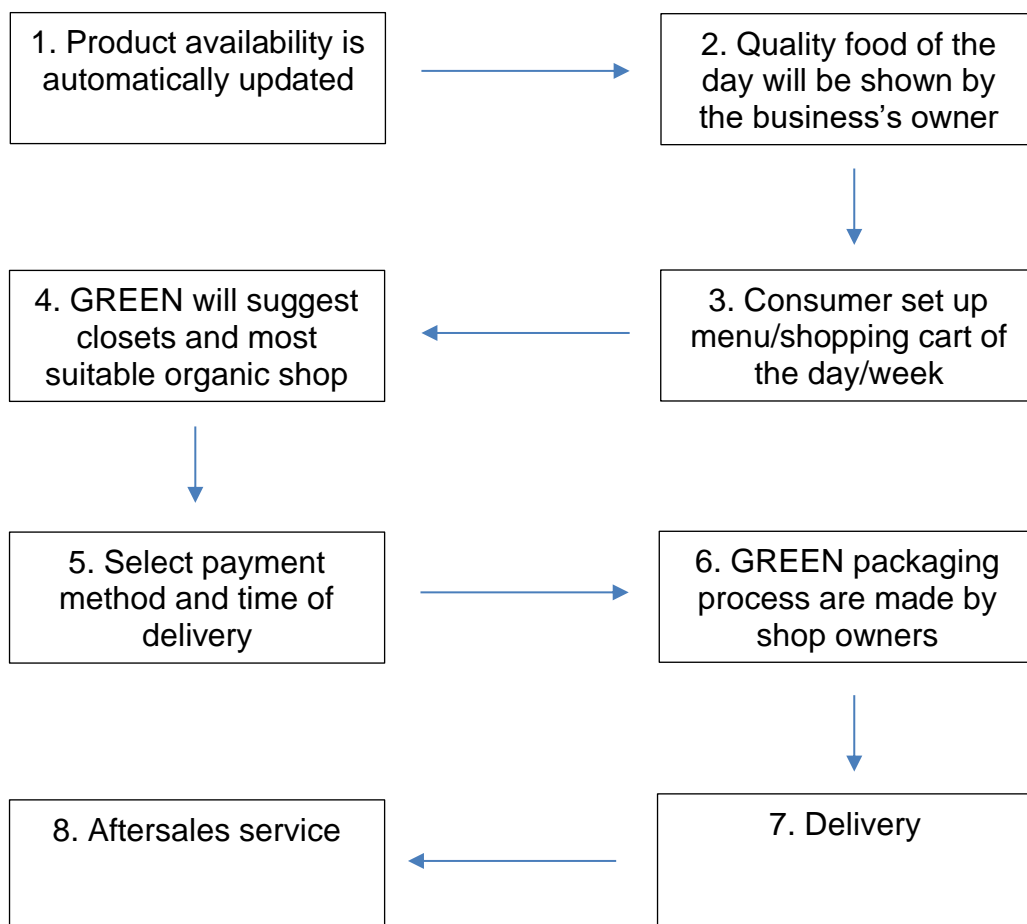 1. Product availability is
automatically updated
2. Quality food of the
day will be shown by
the business’s owner
3. Consumer set up
menu/shopping cart of
the day/week
4. GREEN will suggest
closets and most
suitable organic shop
5. Select payment
method and time of
delivery
6. GREEN packaging
process are made by
shop owners
7. Delivery
8. Aftersales service